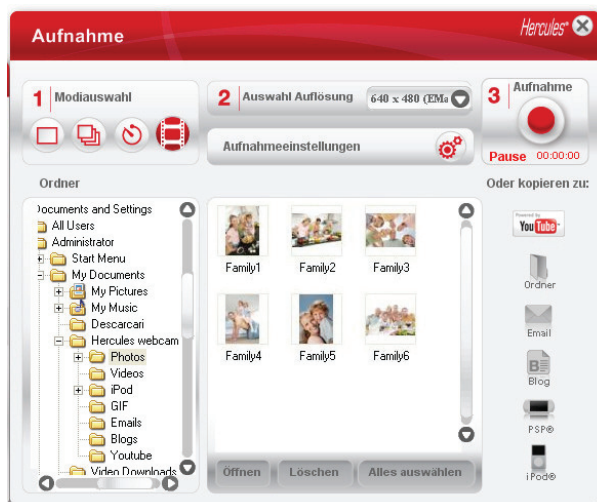 Aufnahme
Hercules®
1 Modiauswahl
2 Auswahl Auflösung 640 x 480 (EMa
3 Aufnahme
Aufnahmeeinstellungen
Pause 00:00:00
Ordner
Oder kopieren zu:
Documents and Settings
All Users
Administrator
Start Menu
My Documents
My Pictures
My Music
Descarcari
Hercules webcam
Photos
Videos
iPod
GIF
Emails
Blogs
Youtube
Video Downloads
Family1 Family2 Family3
Family4 Family5 Family6
Öffnen Löschen Alles auswählen
Powered by
YouTube
Ordner
Email
B
Blog
PSP®
iPod®